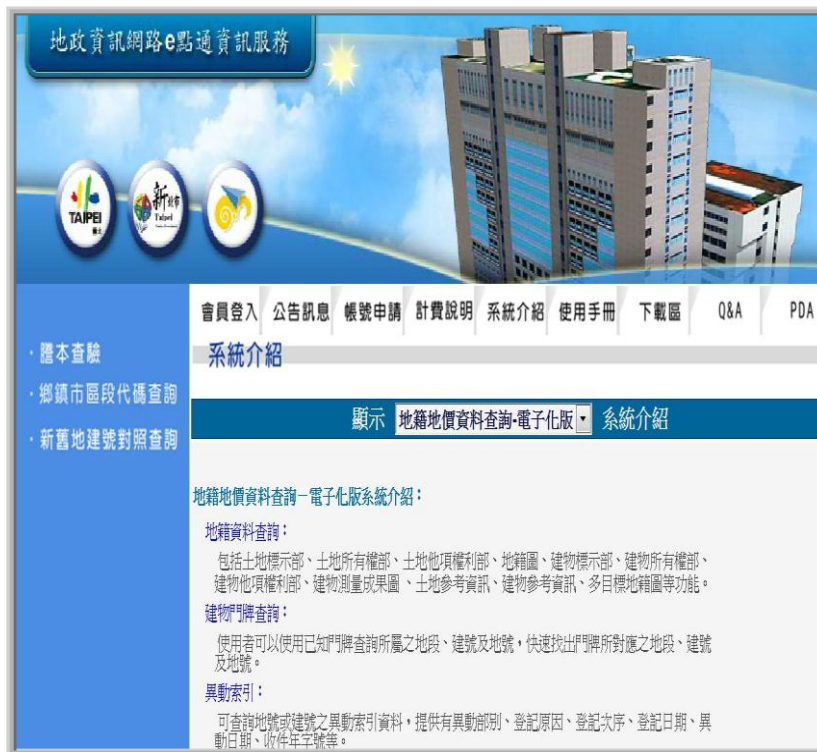 地政資訊網路e點通資訊服務
TAIPEI
臺北
新北市
Taipei
會員登入 公告訊息 帳號申請 計費說明 系統介紹 使用手冊 下載區 Q&A PDA
系統介紹
·謄本查驗
·鄉鎮市區段代碼查詢
·新舊地建號對照查詢
顯示 地籍地價資料查詢-電子化版 系統介紹
地籍地價資料查詢－電子化版系統介紹：
地籍資料查詢：
包括土地標示部、土地所有權部、土地他項權利部、地籍圖、建物標示部、建物所有權部、
建物他項權利部、建物測量成果圖、土地參考資訊、建物參考資訊、多目標地籍圖等功能。
建物門牌查詢：
使用者可以使用已知門牌查詢所屬之地段、建號及地號，快速找出門牌所對應之地段、建號
及地號。
異動索引：
可查詢地號或建號之異動索引資料，提供有異動部別、登記原因、登記次序、登記日期、異
動日期、收件年字號等。